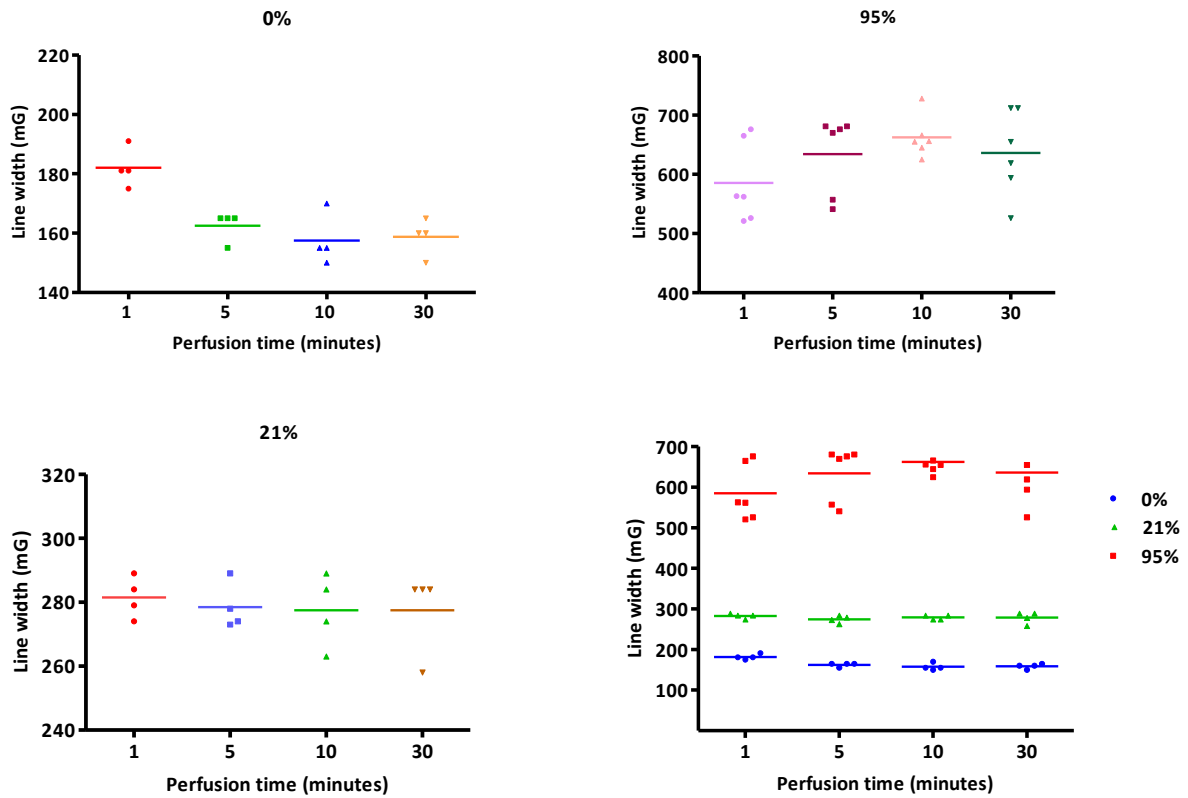 0%
220
200
180
160
140
Line width (mG)
1 5 10 30
Perfusion time (minutes)
95%
800
700
600
500
400
Line width (mG)
1 5 10 30
Perfusion time (minutes)
21%
320
300
280
260
240
Line width (mG)
1 5 10 30
Perfusion time (minutes)
700
600
500
400
300
200
100
Line width (mG)
1 5 10 30
Perfusion time (minutes)
0%
21%
95%